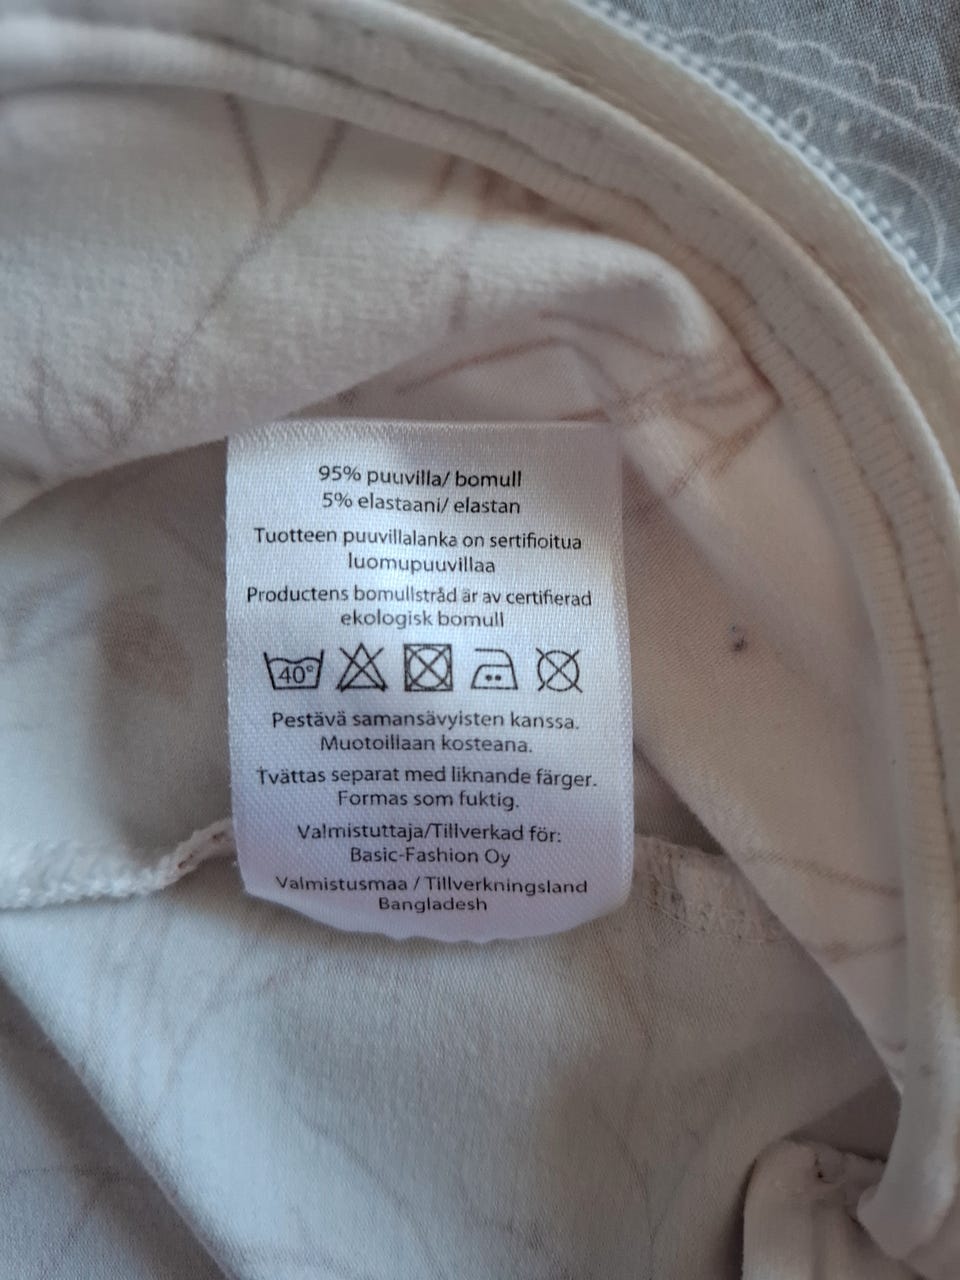 95% puuvilla/ bomull
5% elastaani/ elastan
Tuotteen puuvillalanka on sertifioitua
luomupuuvillaa
Productens bomullstråd är av certifierad
ekologisk bomull
40°
Pestävä samansävyisten kanssa.
Muotoillaan kosteana.
Tvättas separat med liknande färger.
Formas som fuktig.
Valmistuttaja/Tillverkad för:
Basic-Fashion Oy
Valmistusmaa / Tillverkningsland
Bangladesh